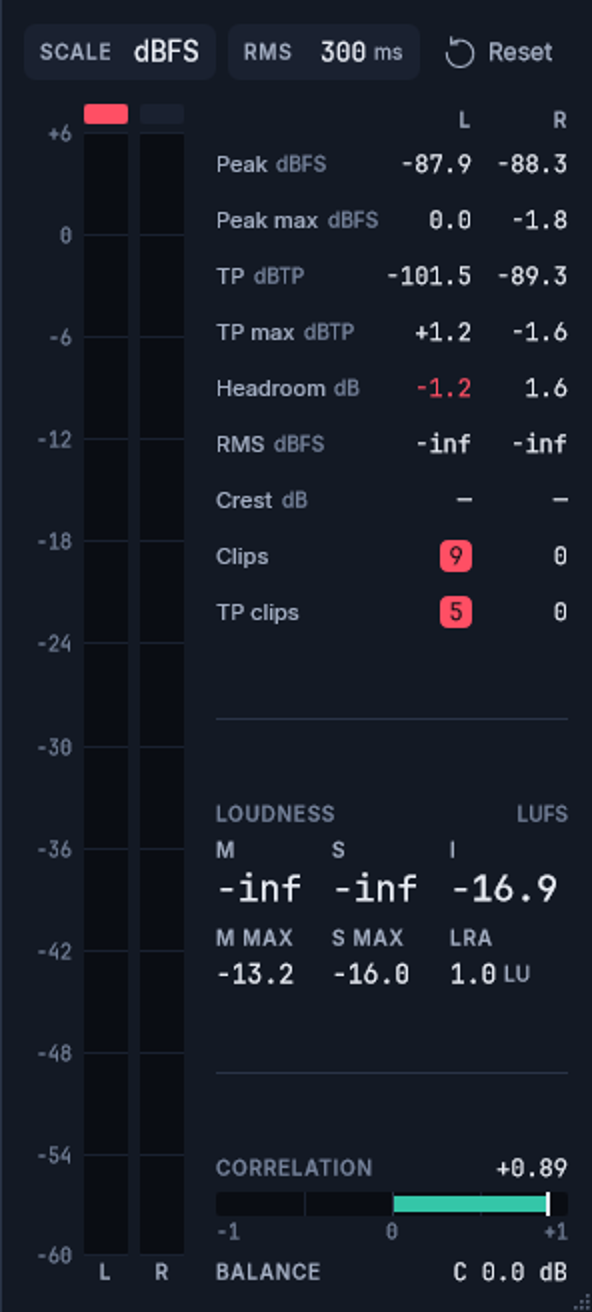 SCALE dBFS RMS 300 ms Reset
L R
+6
Peak dBFS -87.9 -88.3
Peak max dBFS 0.0 -1.8
0
TP dBTP -101.5 -89.3
TP max dBTP +1.2 -1.6
-6
Headroom dB -1.2 1.6
-12
RMS dBFS -inf -inf
Crest dB — —
-18
Clips 9 0
TP clips 5 0
-24
-30
LOUDNESS LUFS
-36
M S I
-inf -inf -16.9
M MAX S MAX LRA
-42
-13.2 -16.0 1.0 LU
-48
-54
CORRELATION +0.89
-1 0 +1
-60
L R
BALANCE C 0.0 dB